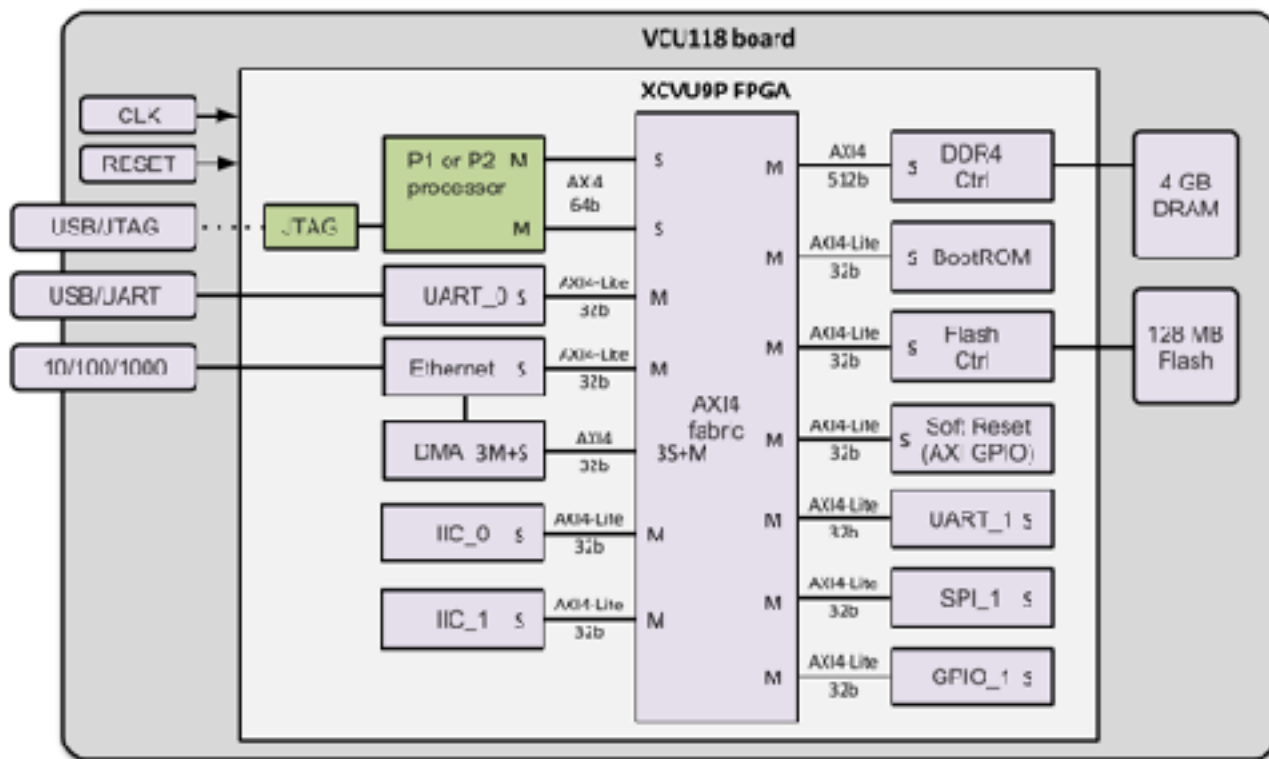 VCU118 board
XCVU9P FPGA
CLK
RESET
USB/JTAG
USB/UART
10/100/1000
JTAG
P1 or P2 M
processor
M
AXI4
64b
UART_0 S
AXI4-Lite
32b
Ethernet S
AXI4-Lite
32b
DMA 3M+S
AXI4
32b
IIC_0 S
AXI4-Lite
32b
IIC_1 S
AXI4-Lite
32b
S
S
M
M
3S+M
M
M
AXI4
fabric
M
M
M
M
M
M
M
AXI4
512b
S DDR4
Ctrl
4 GB
DRAM
AXI4-Lite
32b
S BootROM
AXI4-Lite
32b
S Flash
Ctrl
128 MB
Flash
AXI4-Lite
32b
S Soft Reset
(AXI GPIO)
AXI4-Lite
32b
UART_1 S
AXI4-Lite
32b
SPI_1 S
AXI4-Lite
32b
GPIO_1 S